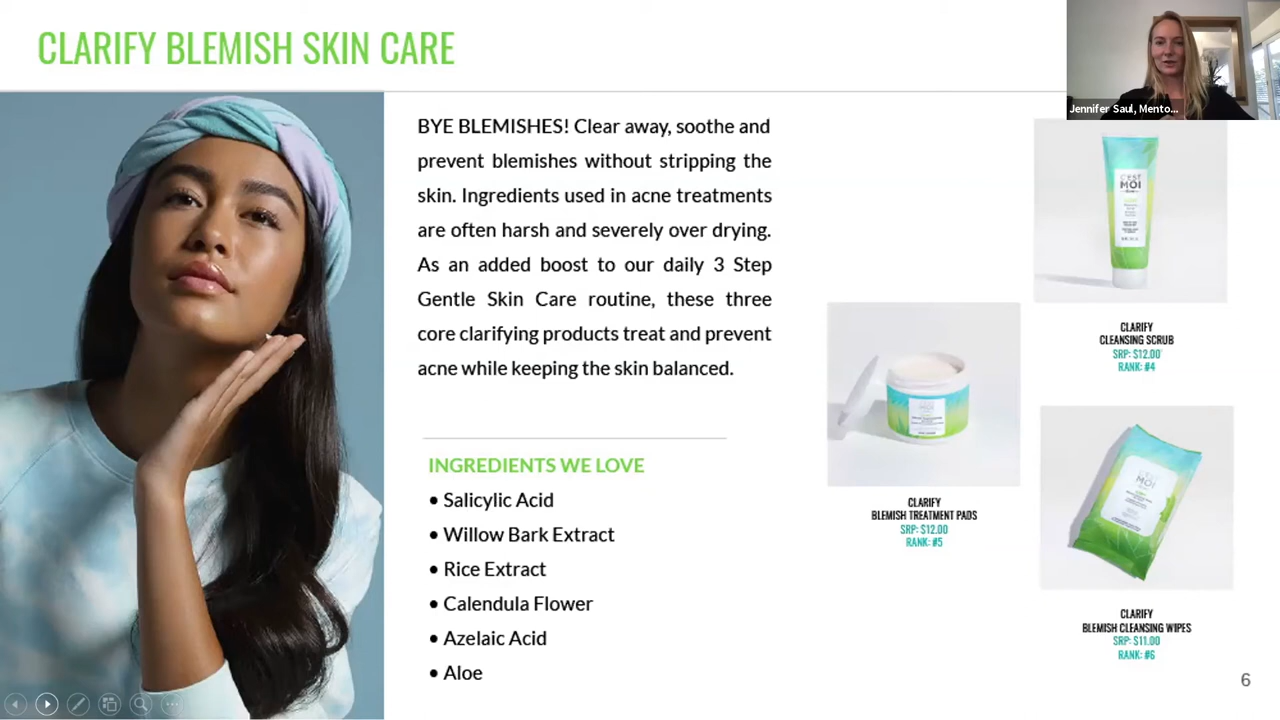 CLARIFY BLEMISH SKIN CARE
Jennifer Saul, Mento...
BYE BLEMISHES! Clear away, soothe and
prevent blemishes without stripping the
skin. Ingredients used in acne treatments
are often harsh and severely over drying.
As an added boost to our daily 3 Step
Gentle Skin Care routine, these three
core clarifying products treat and prevent
acne while keeping the skin balanced.
INGREDIENTS WE LOVE
• Salicylic Acid
• Willow Bark Extract
• Rice Extract
• Calendula Flower
• Azelaic Acid
• Aloe
C'EST
MOI
CLARIFY
CLEANSING SCRUB
SRP: $12.00
RANK: #4
MOI
CLARIFY
BLEMISH TREATMENT PADS
SRP: $12.00
RANK: #5
C'EST
MOI
CLARIFY
BLEMISH CLEANSING WIPES
SRP: $11.00
RANK: #6
6